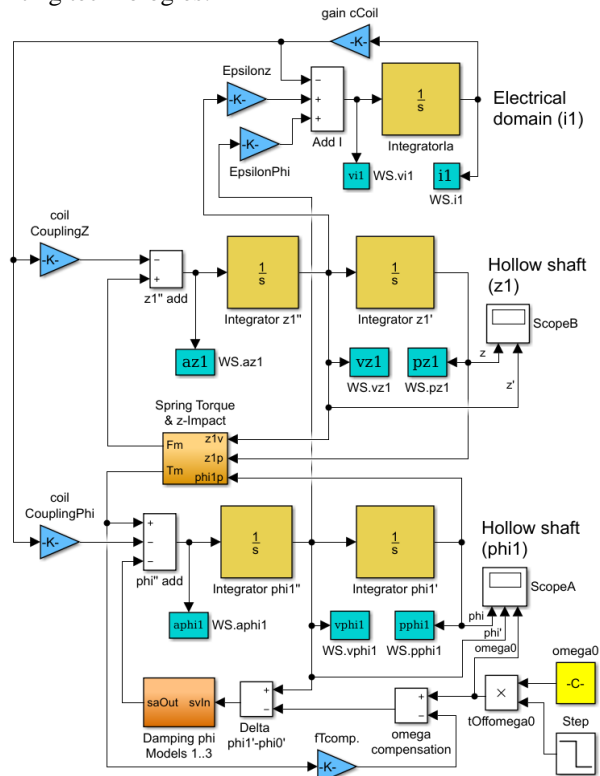 gain cCoil
-K-
Epsilonz
-K-
−
+
+
1
s
Electrical
domain (i1)
-K-
Add I
IntegratorIa
EpsilonPhi
vi1
WS.vi1
i1
WS.i1
coil
CouplingZ
-K-
−
+
1
s
1
s
Hollow shaft
(z1)
z1" add
Integrator z1"
Integrator z1'
ScopeB
az1
WS.az1
vz1
WS.vz1
pz1
WS.pz1
z
z'
Spring Torque
& z-Impact
Fm
Tm
z1v
z1p
phi1p
coil
CouplingPhi
-K-
+
−
−
1
s
1
s
Hollow shaft
(phi1)
phi" add
Integrator phi1"
Integrator phi1'
ScopeA
aphi1
WS.aphi1
vphi1
WS.vphi1
pphi1
WS.pphi1
phi
phi'
omega0
omega0
-C-
saOut
svIn
+
−
+
−
×
tOffomega0
Step
Damping phi
Models 1..3
Delta
phi1'-phi0'
omega
compensation
fTcomp.
-K-